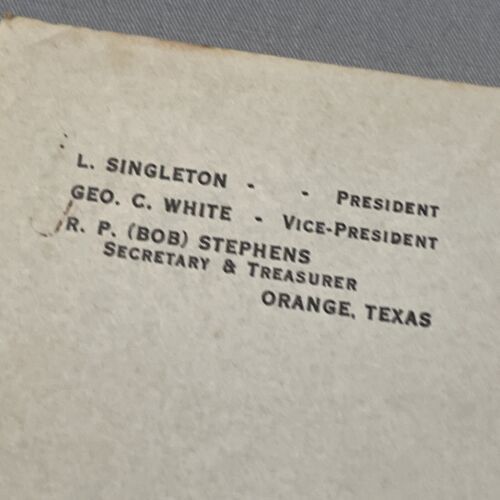 L. SINGLETON - - PRESIDENT
GEO. C. WHITE - VICE-PRESIDENT
R. P. (BOB) STEPHENS
SECRETARY & TREASURER
ORANGE, TEXAS